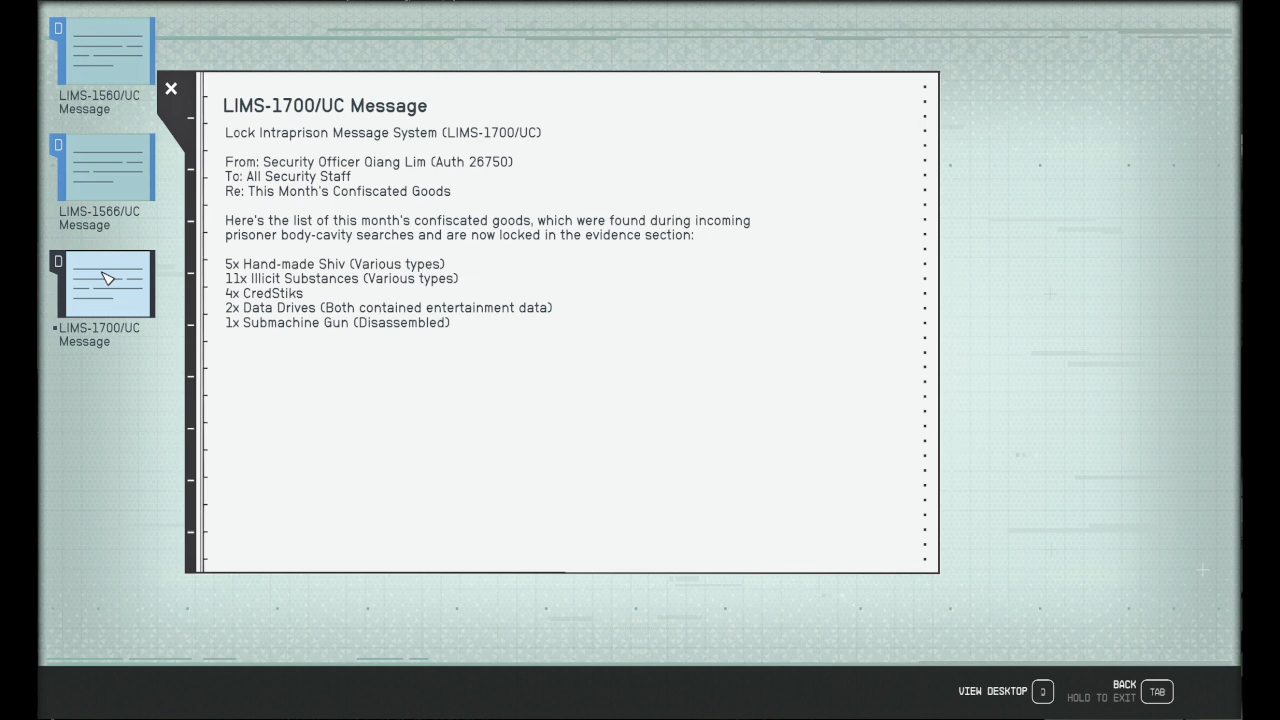 LIMS-1560/UC
Message
LIMS-1566/UC
Message
LIMS-1700/UC
Message
LIMS-1700/UC Message
Lock Intraprison Message System (LIMS-1700/UC)
From: Security Officer Qiang Lim (Auth 26750)
To: All Security Staff
Re: This Month's Confiscated Goods
Here's the list of this month's confiscated goods, which were found during incoming
prisoner body-cavity searches and are now locked in the evidence section:
5x Hand-made Shiv (Various types)
11x Illicit Substances (Various types)
4x CredStiks
2x Data Drives (Both contained entertainment data)
1x Submachine Gun (Disassembled)
VIEW DESKTOP
BACK
HOLD TO EXIT TAB